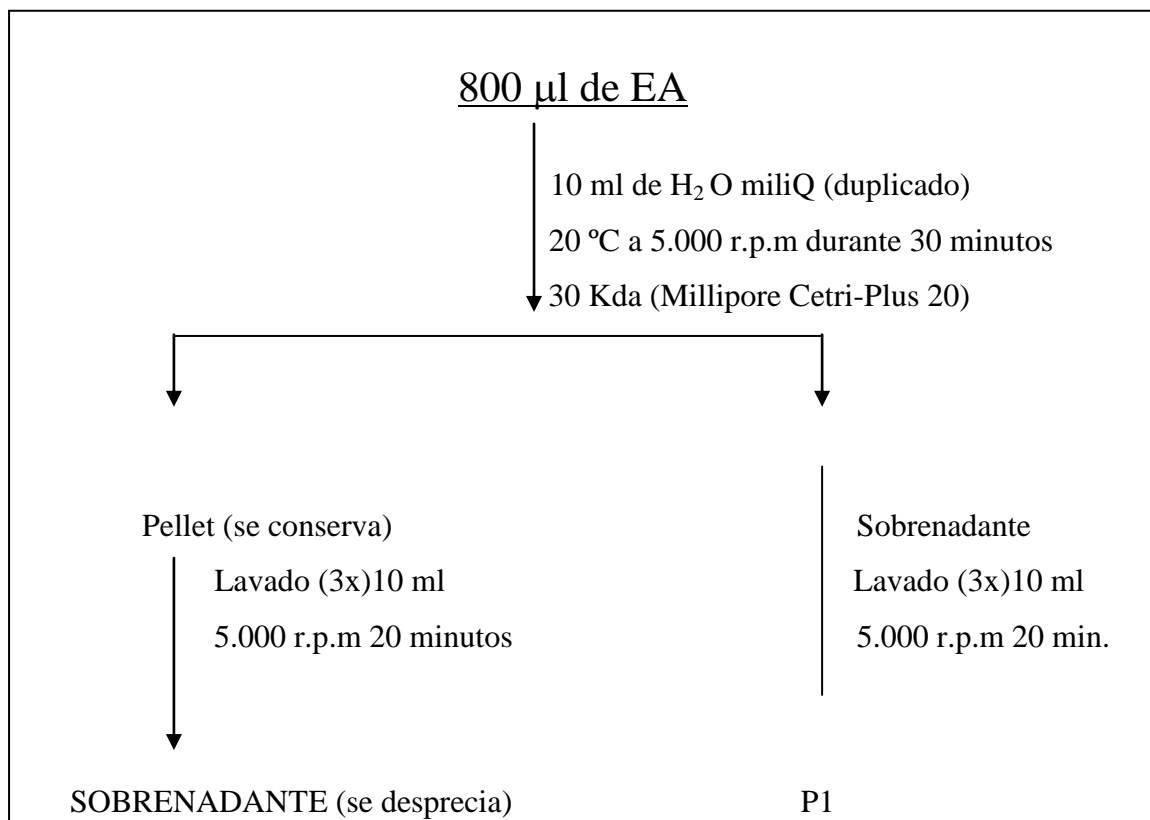 800 µl de EA
10 ml de H₂ O miliQ (duplicado)
20 ºC a 5.000 r.p.m durante 30 minutos
30 Kda (Millipore Cetri-Plus 20)
Pellet (se conserva)
Lavado (3x)10 ml
5.000 r.p.m 20 minutos
Sobrenadante
Lavado (3x)10 ml
5.000 r.p.m 20 min.
SOBRENADANTE (se desprecia)
P1